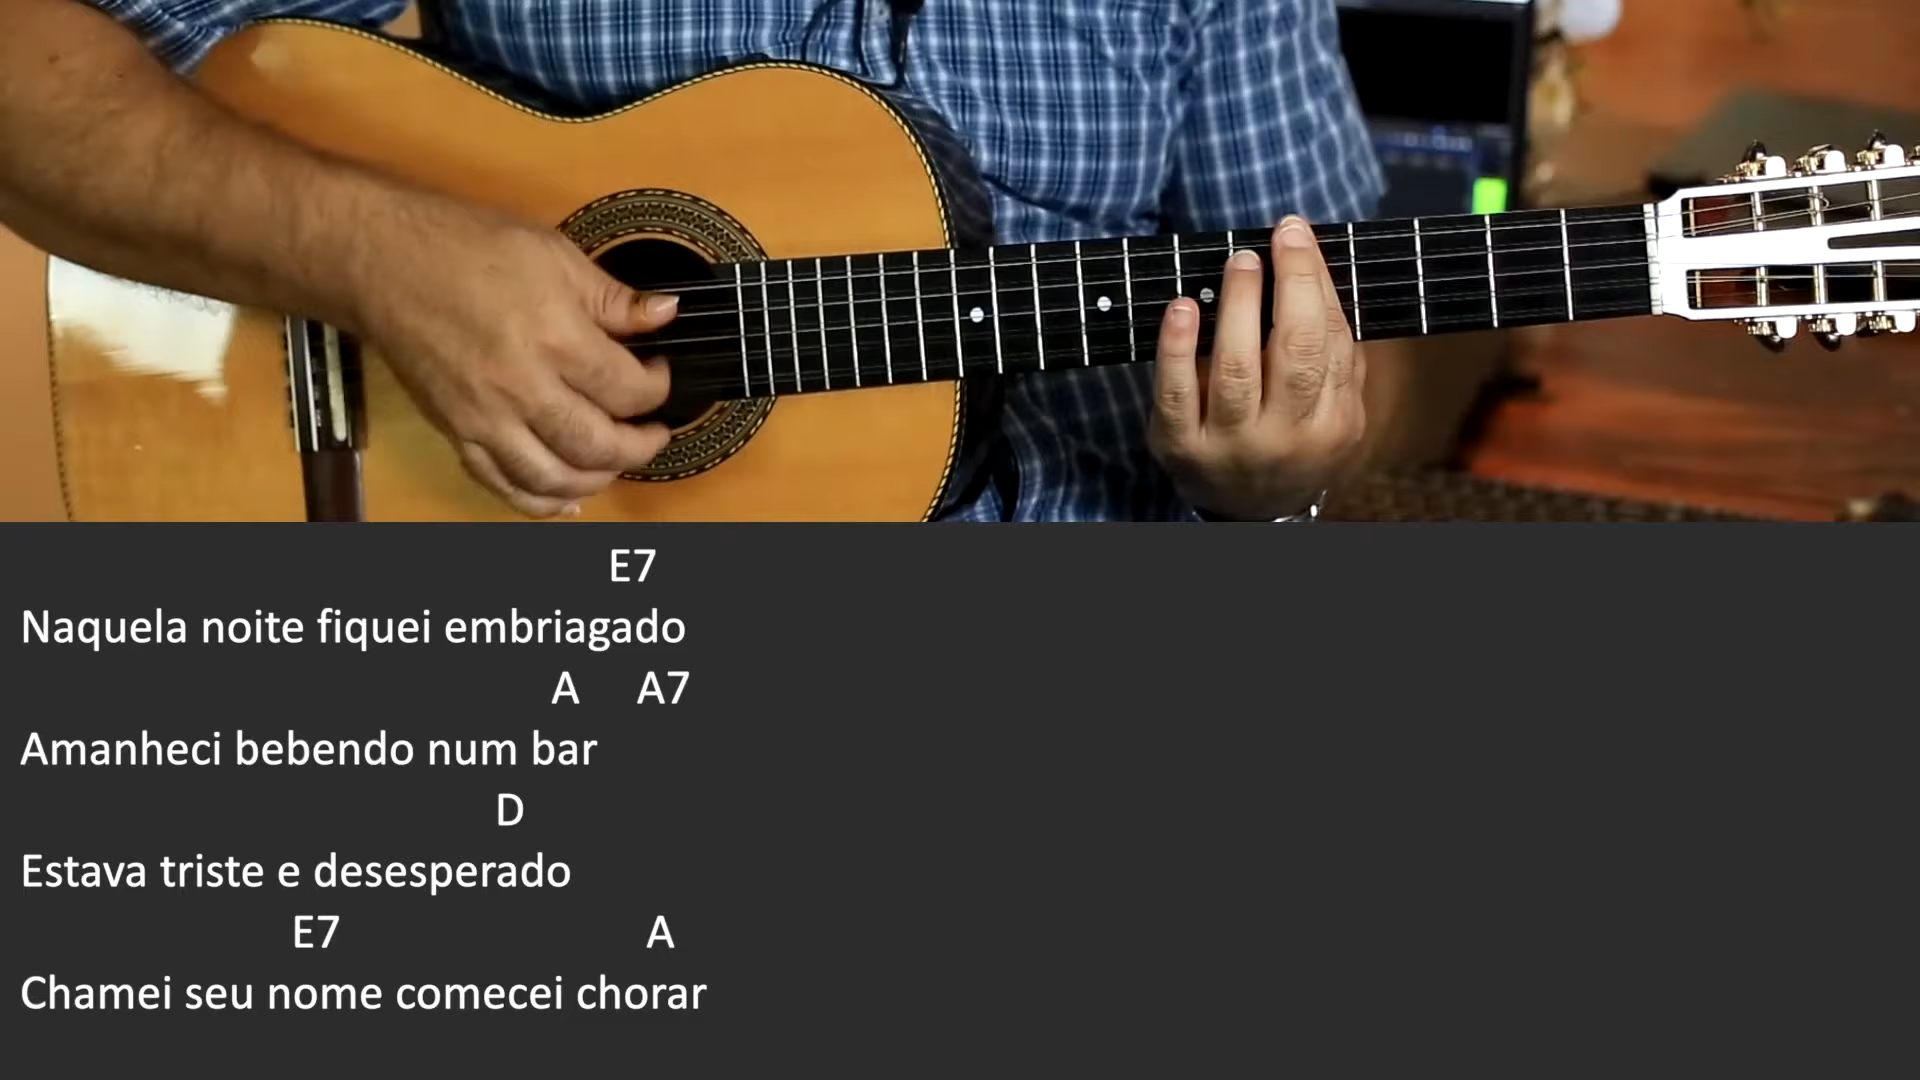 E7
Naquela noite fiquei embriagado
A A7
Amanheci bebendo num bar
D
Estava triste e desesperado
E7 A
Chamei seu nome comecei chorar